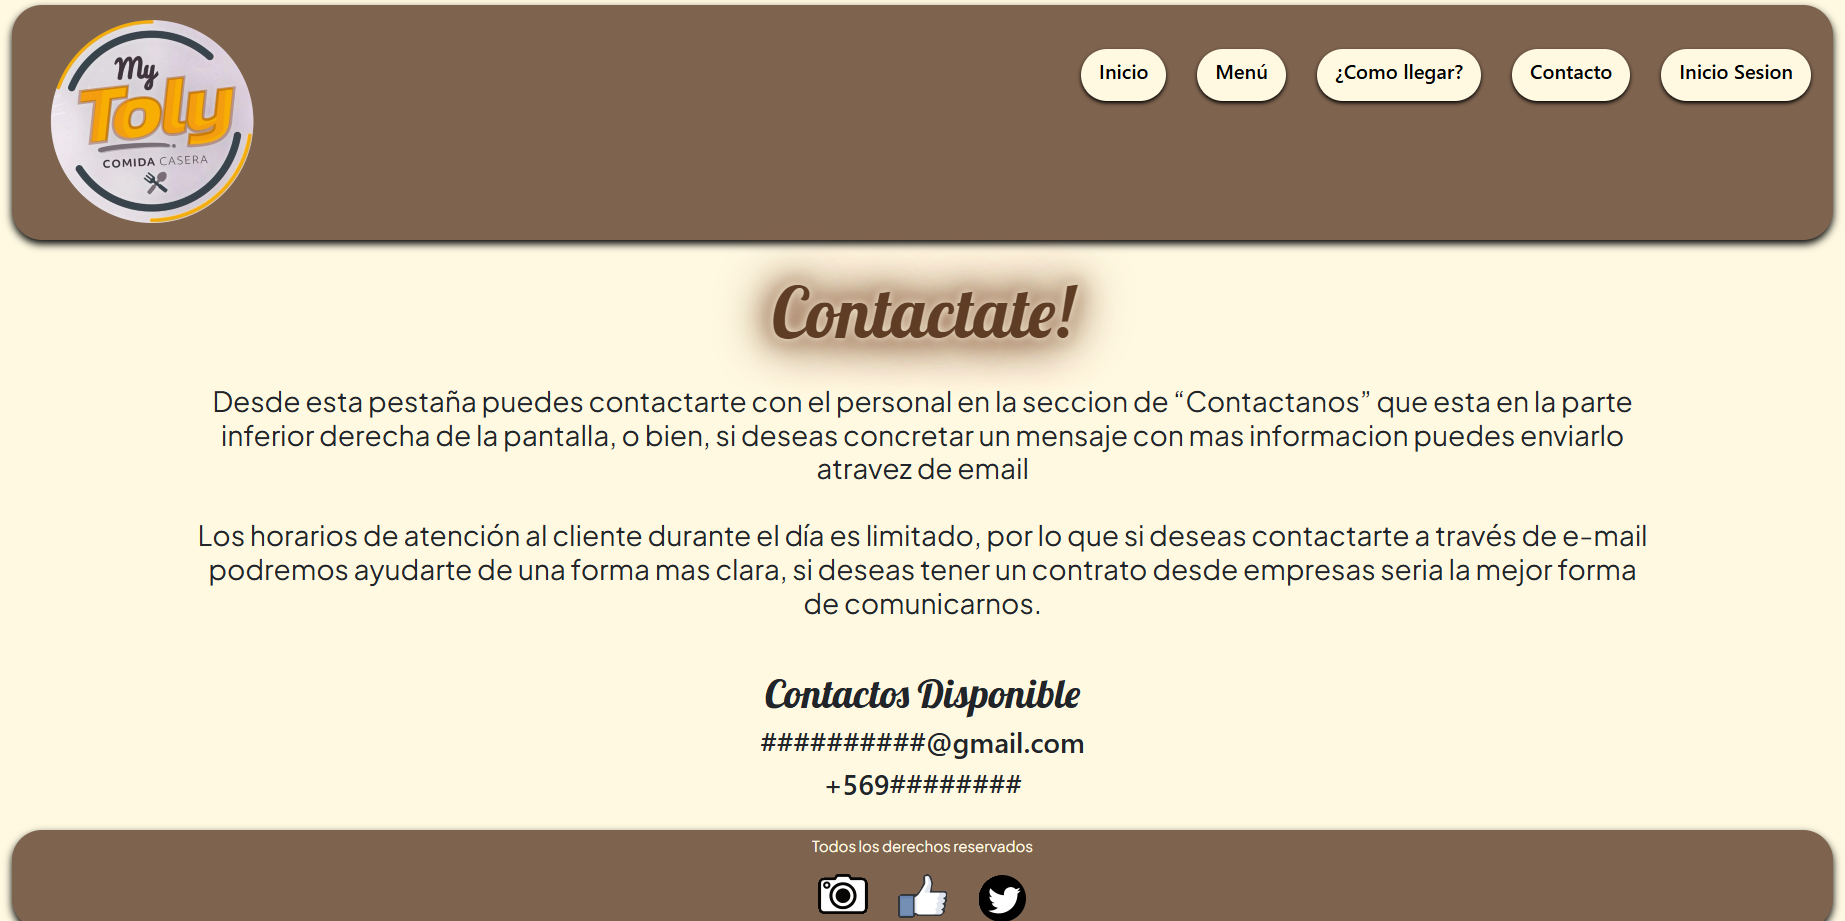 My
Toly
COMIDA CASERA
Inicio
Menú
¿Como llegar?
Contacto
Inicio Sesion
Contactate!
Desde esta pestaña puedes contactarte con el personal en la seccion de “Contactanos” que esta en la parte
inferior derecha de la pantalla, o bien, si deseas concretar un mensaje con mas informacion puedes enviarlo
atravez de email
Los horarios de atención al cliente durante el día es limitado, por lo que si deseas contactarte a través de e-mail
podremos ayudarte de una forma mas clara, si deseas tener un contrato desde empresas seria la mejor forma
de comunicarnos.
Contactos Disponible
##########@gmail.com
+569########
Todos los derechos reservados